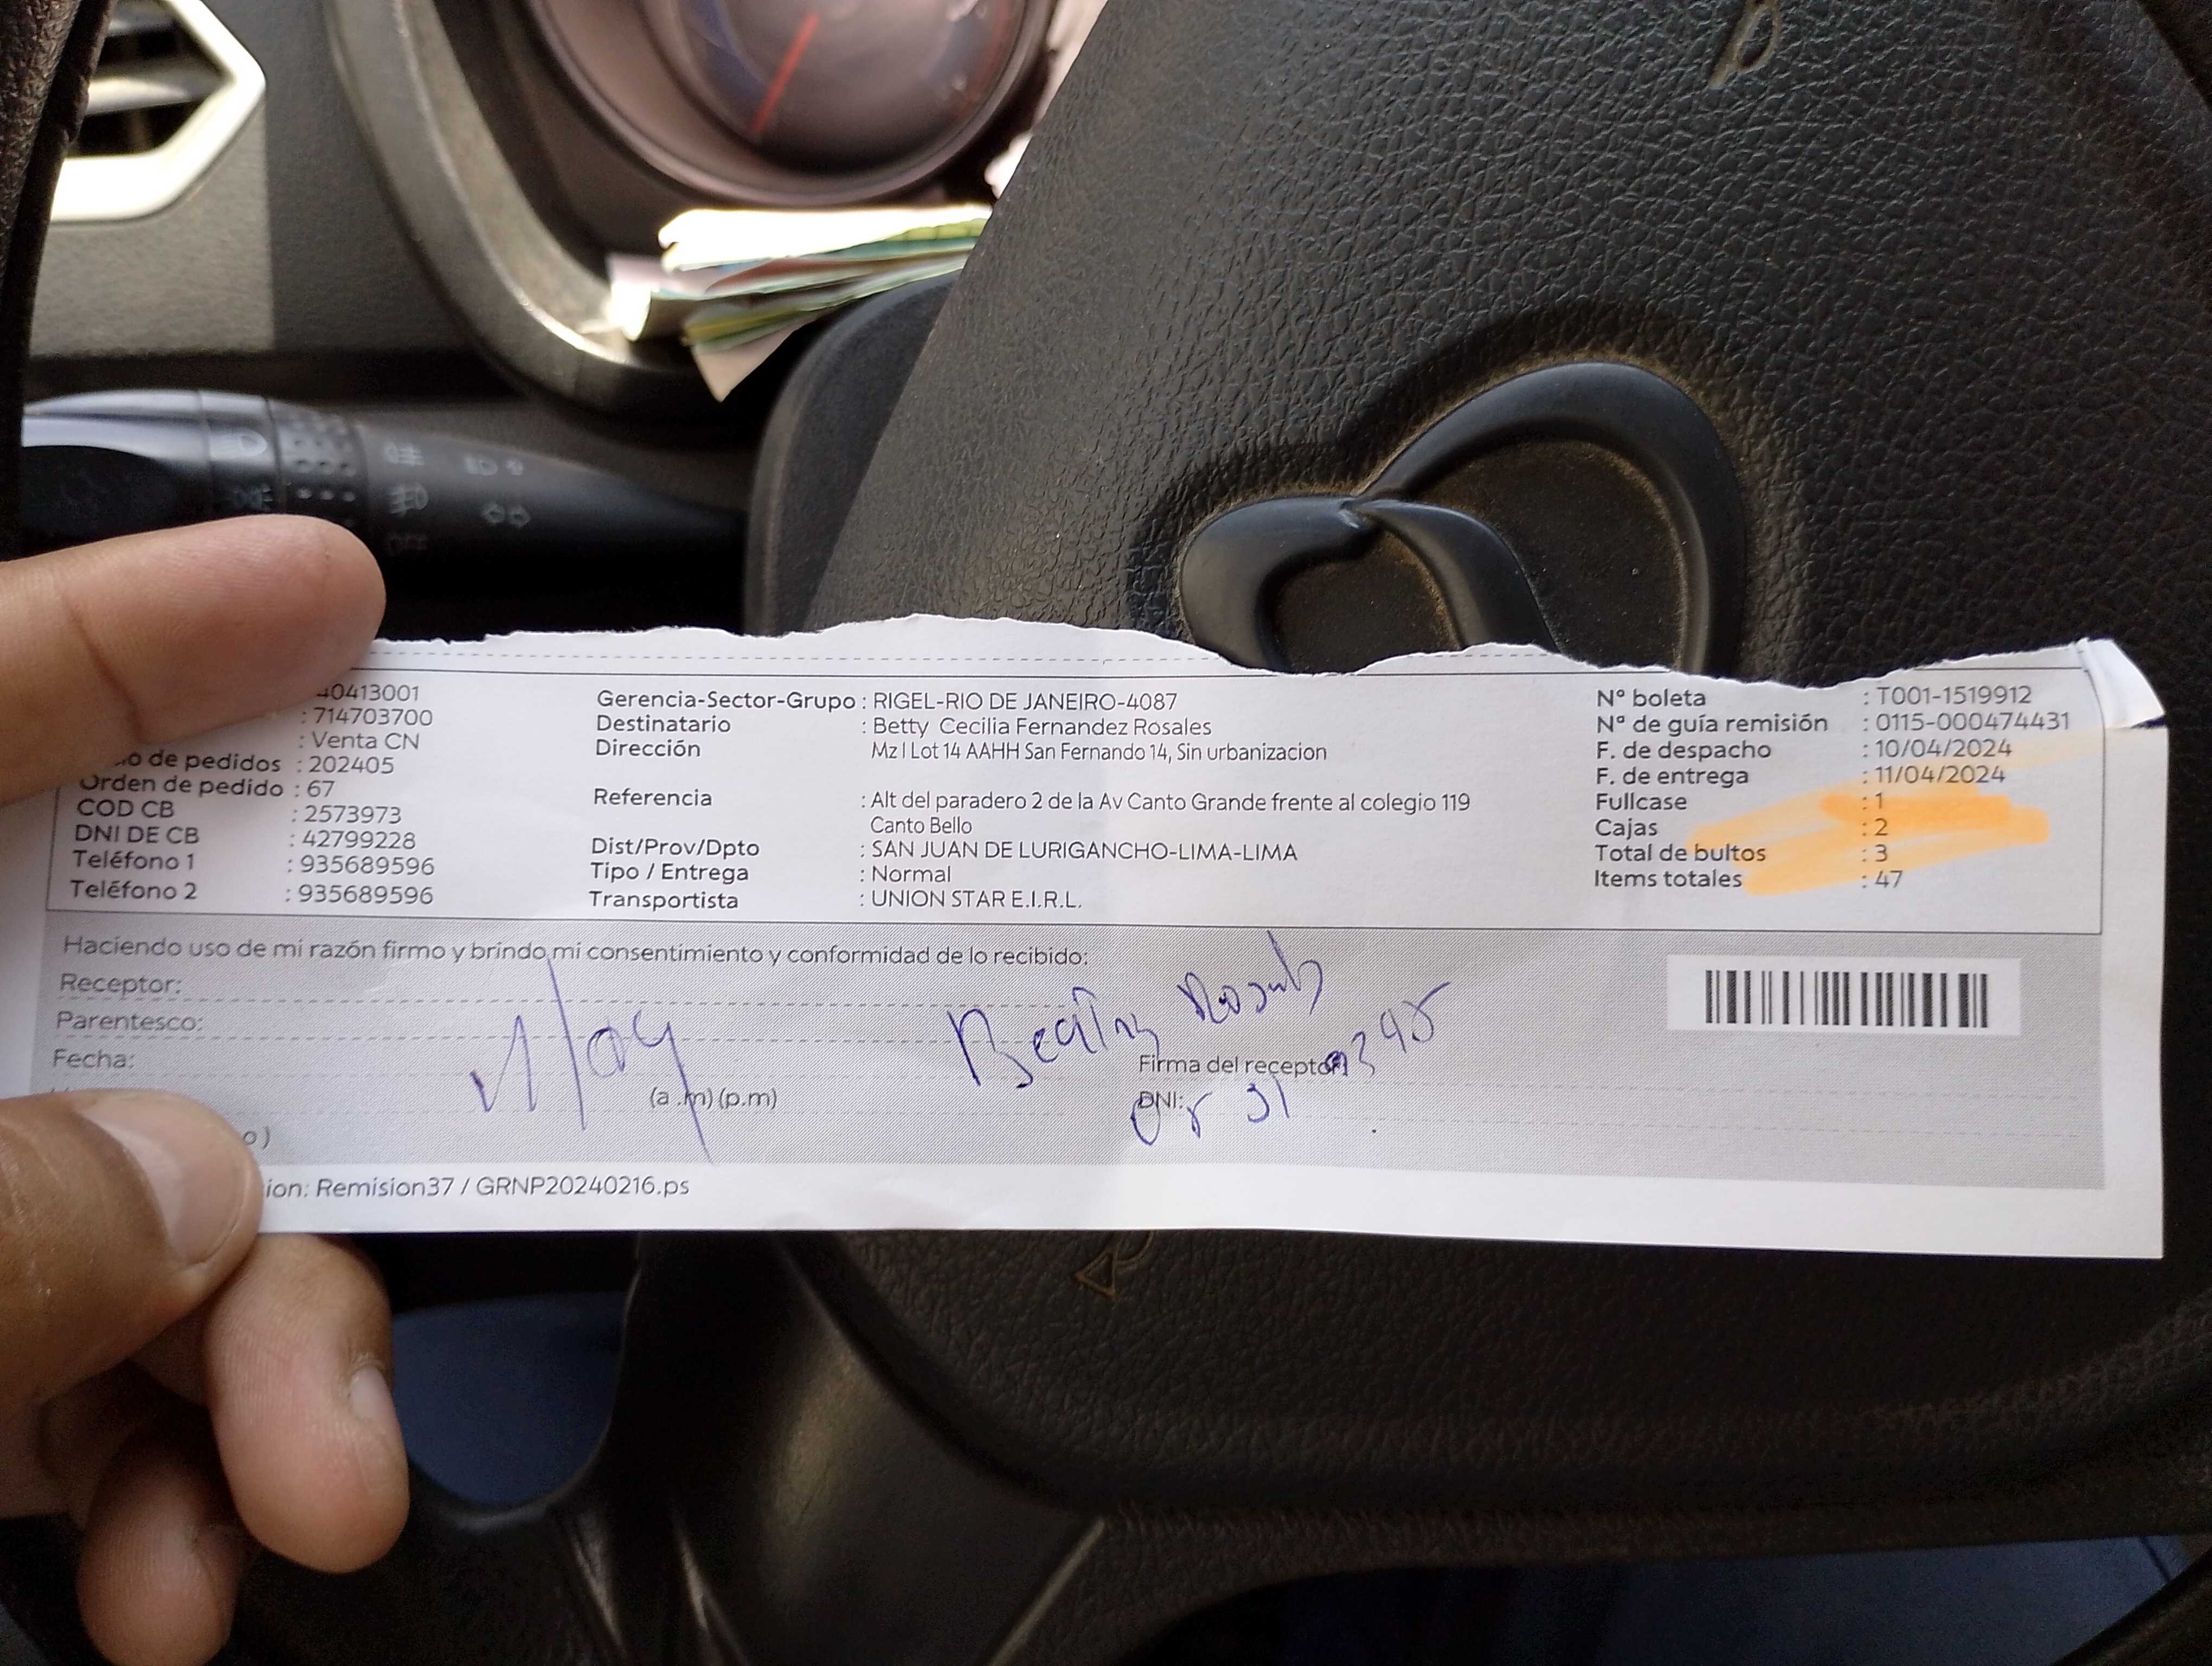 40413001
: 714703700
: Venta CN
o de pedidos : 202405
Orden de pedido : 67
COD CB : 2573973
DNI DE CB : 42799228
Teléfono 1 : 935689596
Teléfono 2 : 935689596
Gerencia-Sector-Grupo : RIGEL-RIO DE JANEIRO-4087
Destinatario : Betty Cecilia Fernandez Rosales
Dirección Mz I Lot 14 AAHH San Fernando 14, Sin urbanizacion
Referencia : Alt del paradero 2 de la Av Canto Grande frente al colegio 119
Canto Bello
Dist/Prov/Dpto : SAN JUAN DE LURIGANCHO-LIMA-LIMA
Tipo / Entrega : Normal
Transportista : UNION STAR E.I.R.L.
Nº boleta : T001-1519912
Nº de guía remisión : 0115-000474431
F. de despacho : 10/04/2024
F. de entrega : 11/04/2024
Fullcase : 1
Cajas : 2
Total de bultos : 3
Items totales : 47
Haciendo uso de mi razón firmo y brindo mi consentimiento y conformidad de lo recibido:
Receptor:
Parentesco:
Fecha:
11/04
(a .m) (p.m)
Firma del receptor
DNI:
o )
ion: Remision37 / GRNP20240216.ps